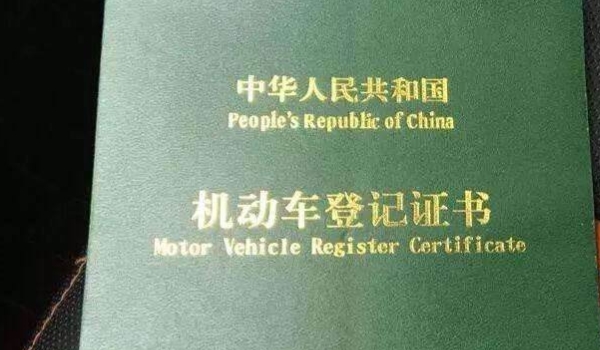 中华人民共和国
People's Republic of China
机动车登记证书
Motor Vehicle Register Certificate